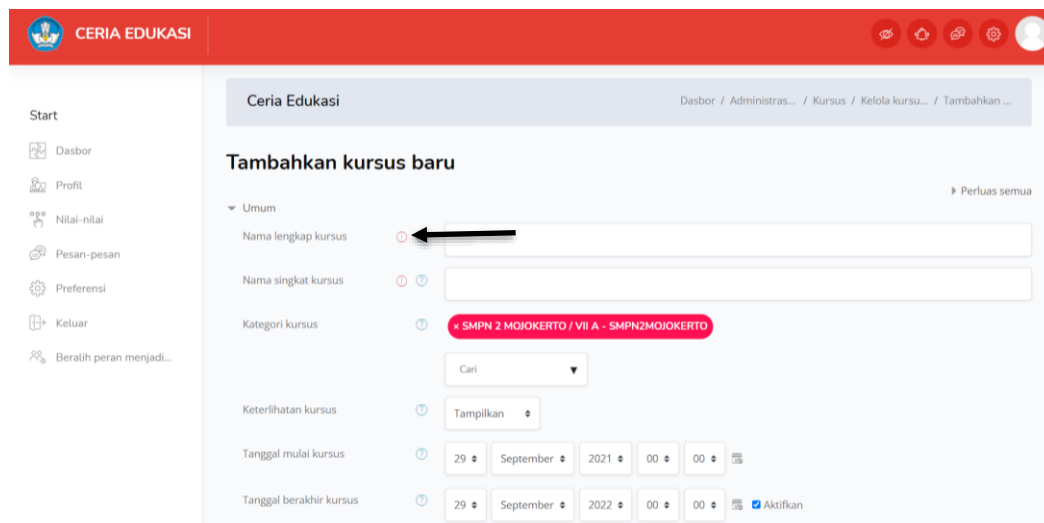 CERIA EDUKASI
Ceria Edukasi
Dasbor / Administras... / Kursus / Kelola kursu... / Tambahkan ...
Start
Dasbor
Profil
Nilai-nilai
Pesan-pesan
Preferensi
Keluar
Beralih peran menjadi...
Tambahkan kursus baru
Perluas semua
Umum
Nama lengkap kursus
Nama singkat kursus
Kategori kursus
× SMPN 2 MOJOKERTO / VII A - SMPN2MOJOKERTO
Cari
Keterlihatan kursus
Tampilkan
Tanggal mulai kursus
29 September 2021 00 00
Tanggal berakhir kursus
29 September 2022 00 00 Aktifkan